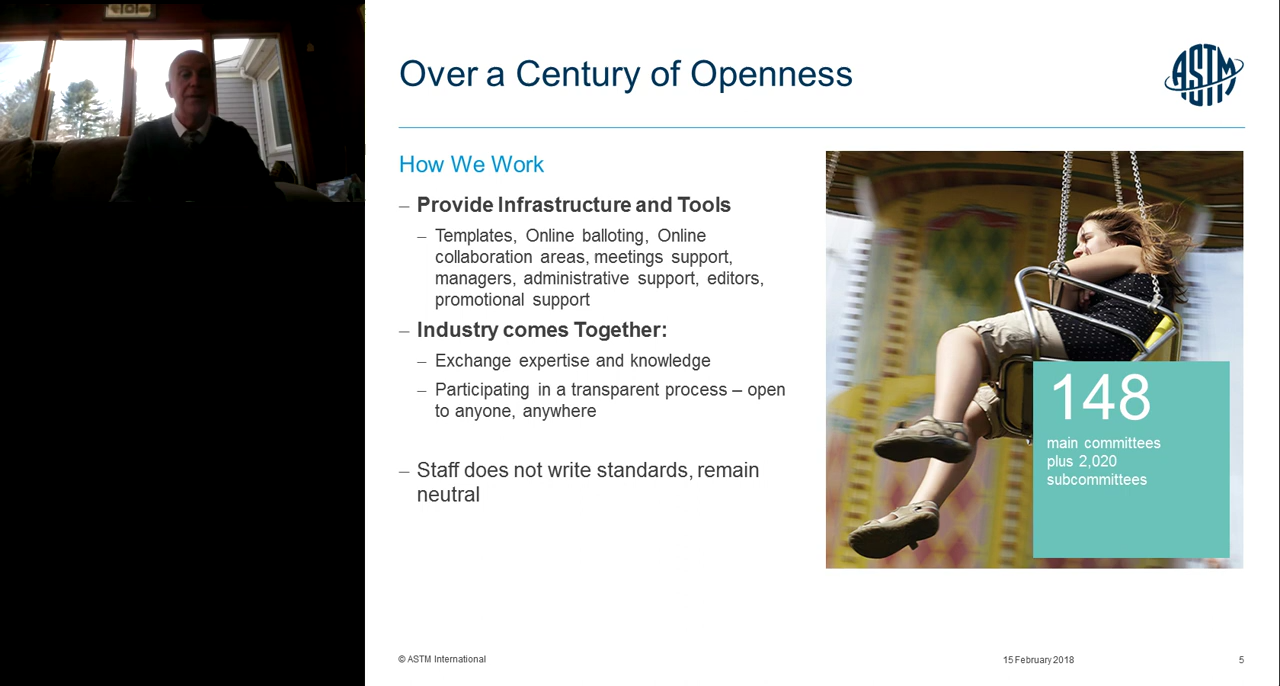 Over a Century of Openness
ASTM
How We Work
– Provide Infrastructure and Tools
– Templates, Online balloting, Online
collaboration areas, meetings support,
managers, administrative support, editors,
promotional support
– Industry comes Together:
– Exchange expertise and knowledge
– Participating in a transparent process – open
to anyone, anywhere
– Staff does not write standards, remain
neutral
148
main committees
plus 2,020
subcommittees
© ASTM International
15 February 2018
5